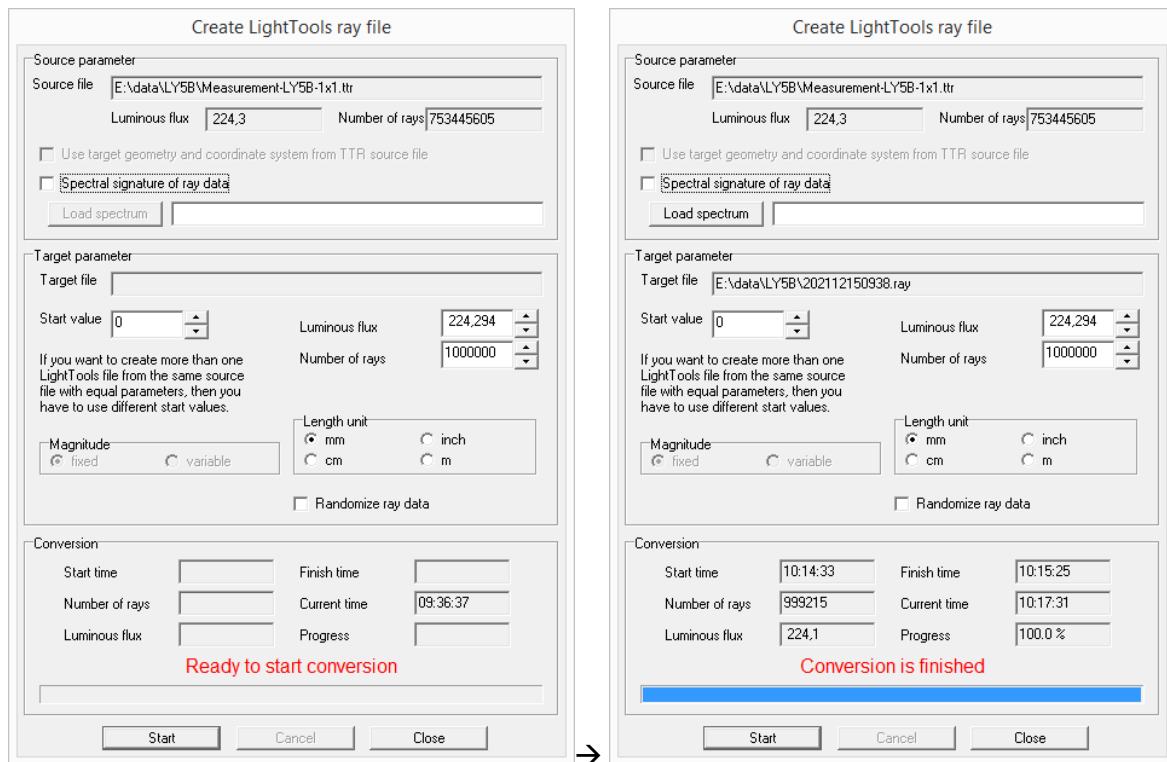 Create LightTools ray file
Source parameter
Source file E:\data\LY5B\Measurement-LY5B-1x1.ttr
Luminous flux 224,3 Number of rays 753445605
Use target geometry and coordinate system from TTR source file
Spectral signature of ray data
Load spectrum
Target parameter
Target file
Start value 0
Luminous flux 224,294
Number of rays 1000000
If you want to create more than one
LightTools file from the same source
file with equal parameters, then you
have to use different start values.
Length unit
mm inch
cm m
Magnitude
fixed variable
Randomize ray data
Conversion
Start time Finish time
Number of rays Current time 09:36:37
Luminous flux Progress
Ready to start conversion
Start Cancel Close
→
Create LightTools ray file
Source parameter
Source file E:\data\LY5B\Measurement-LY5B-1x1.ttr
Luminous flux 224,3 Number of rays 753445605
Use target geometry and coordinate system from TTR source file
Spectral signature of ray data
Load spectrum
Target parameter
Target file E:\data\LY5B\202112150938.ray
Start value 0
Luminous flux 224,294
Number of rays 1000000
If you want to create more than one
LightTools file from the same source
file with equal parameters, then you
have to use different start values.
Length unit
mm inch
cm m
Magnitude
fixed variable
Randomize ray data
Conversion
Start time 10:14:33 Finish time 10:15:25
Number of rays 999215 Current time 10:17:31
Luminous flux 224,1 Progress 100.0 %
Conversion is finished
Start Cancel Close